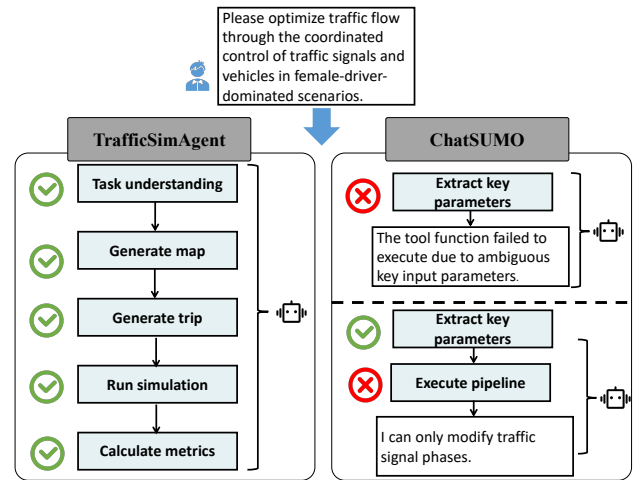 Please optimize traffic flow
through the coordinated
control of traffic signals and
vehicles in female-driver-
dominated scenarios.
TrafficSimAgent
Task understanding
Generate map
Generate trip
Run simulation
Calculate metrics
ChatSUMO
Extract key
parameters
The tool function failed to
execute due to ambiguous
key input parameters.
Extract key
parameters
Execute pipeline
I can only modify traffic
signal phases.